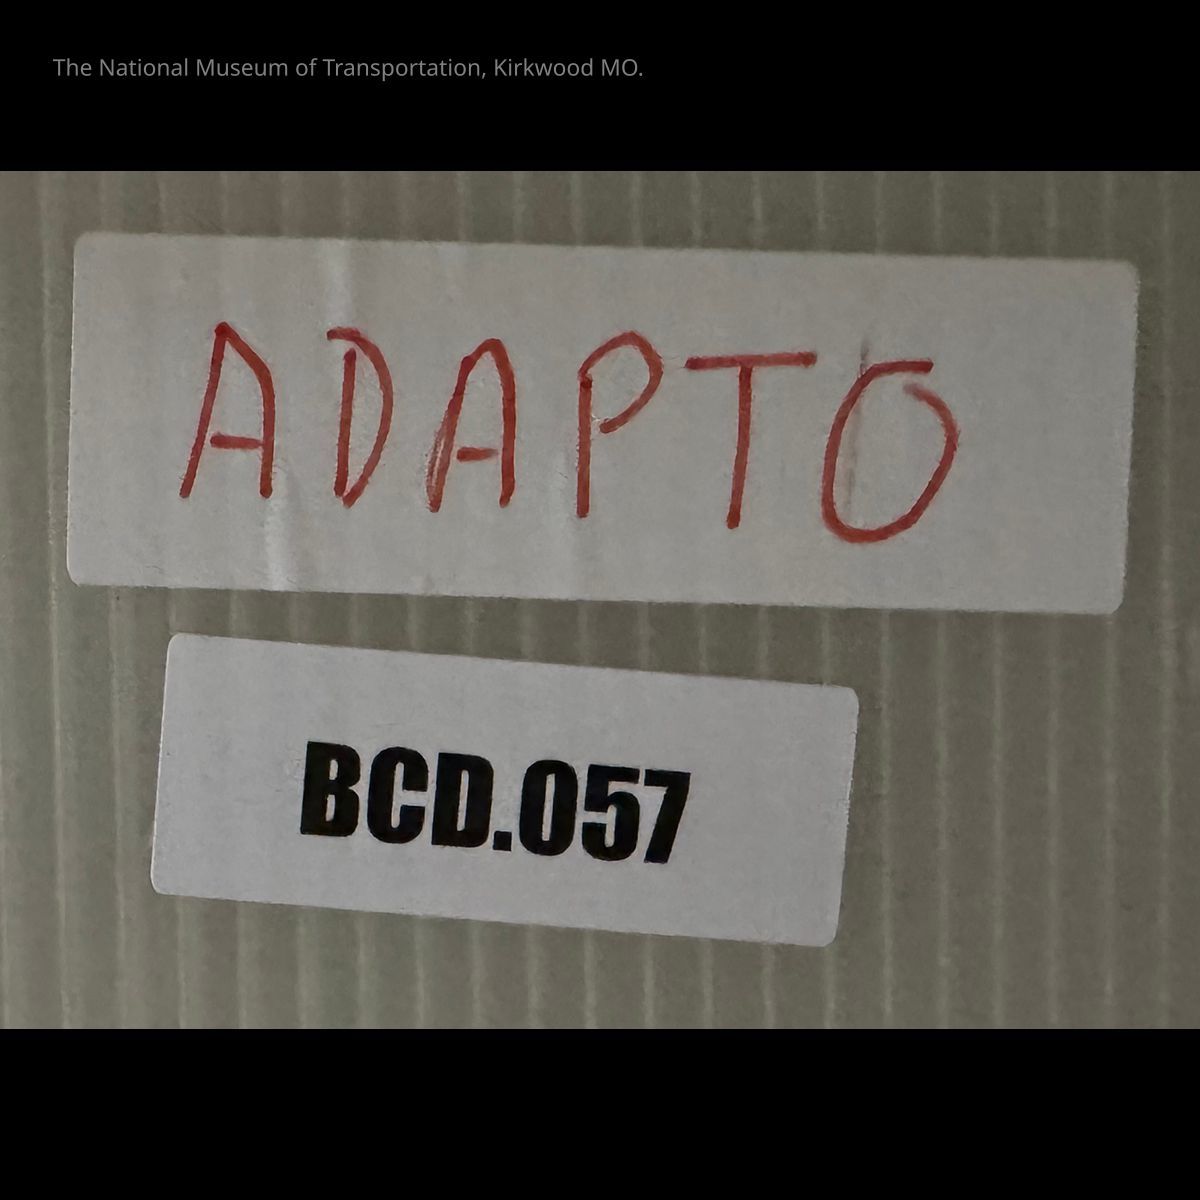 The National Museum of Transportation, Kirkwood MO.
ADAPTO
BCD.057